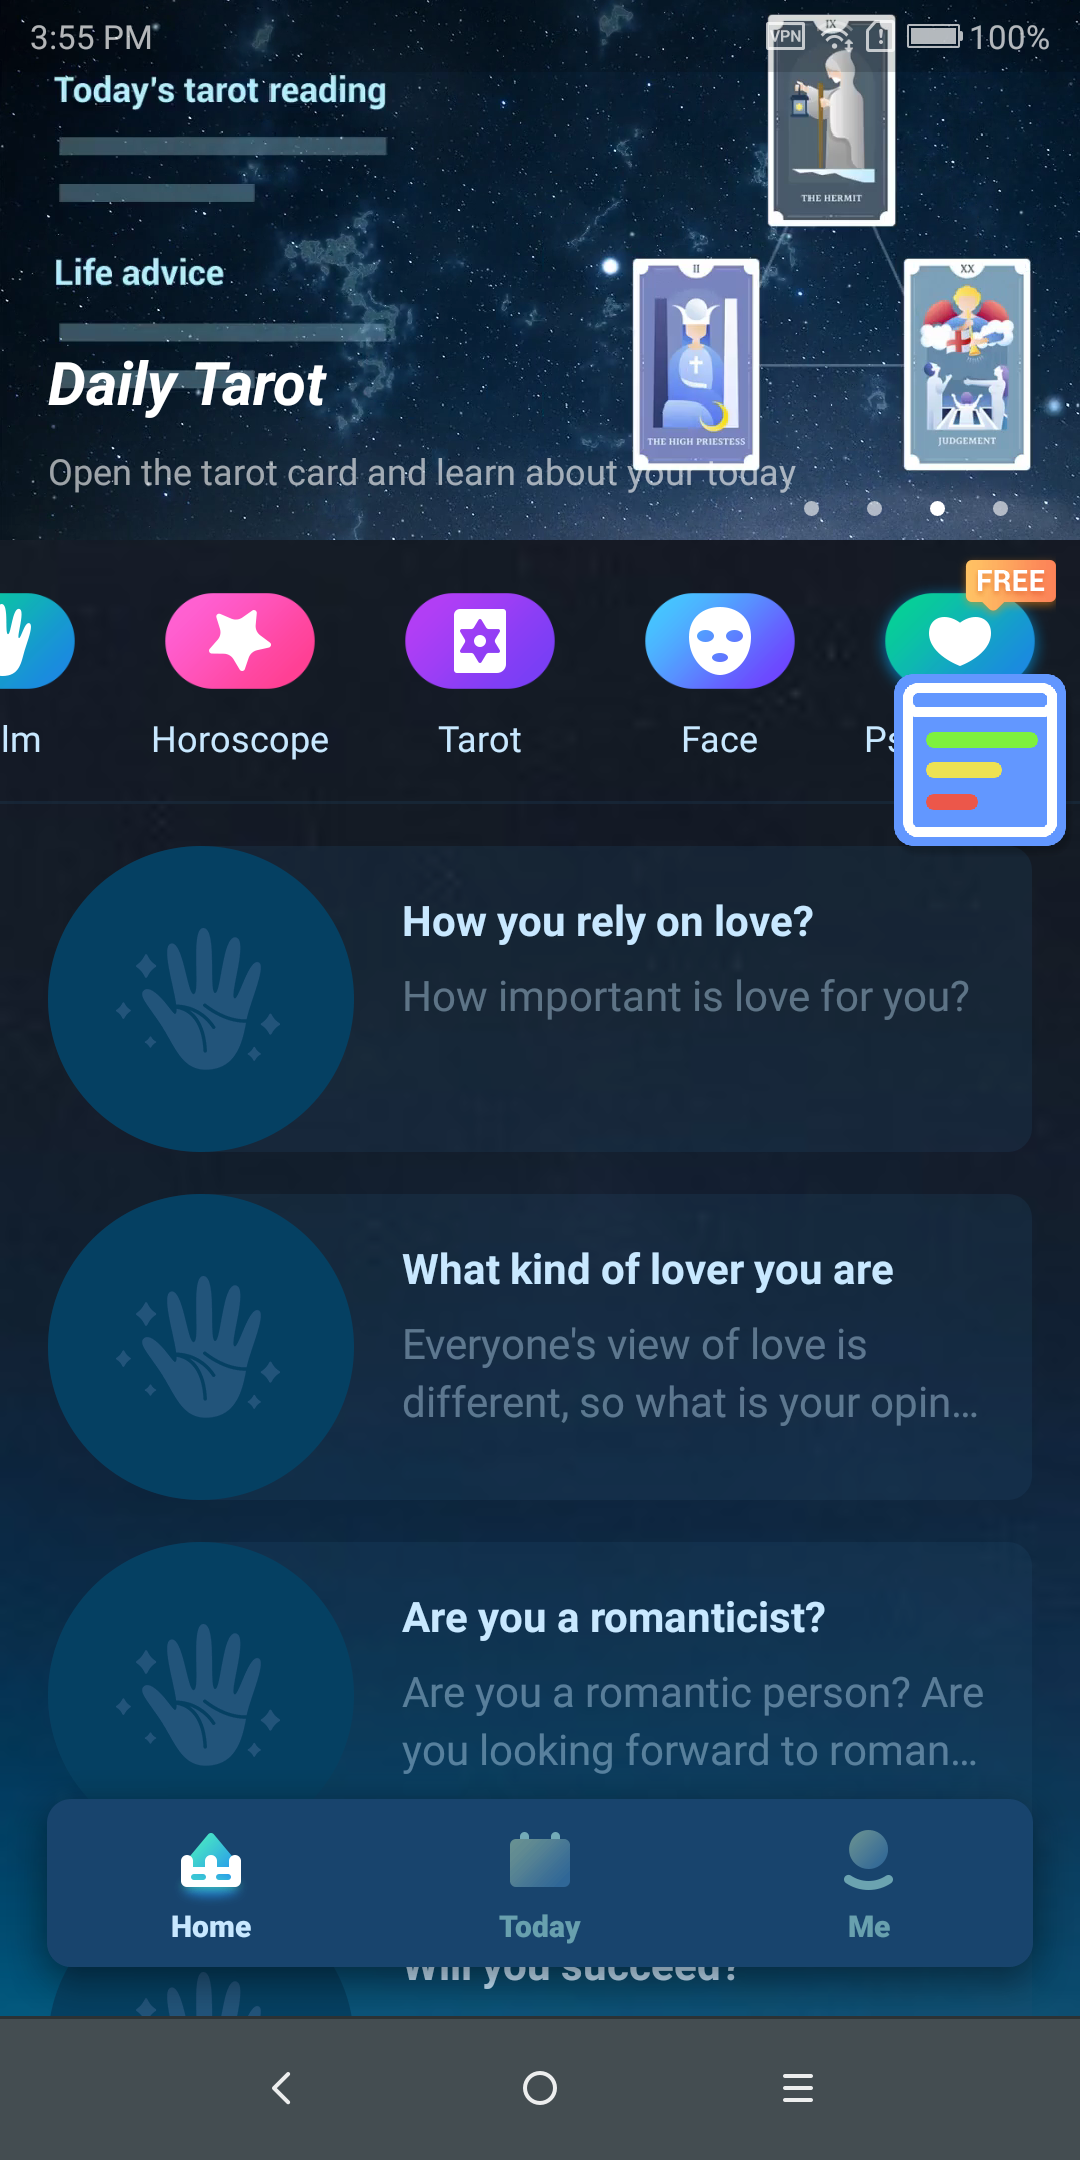 3:55 PM
VPN
100%
Today's tarot reading
IX
THE HERMIT
Life advice
II
THE HIGH PRIESTESS
XX
JUDGEMENT
Daily Tarot
Open the tarot card and learn about your today
FREE
lm
Horoscope
Tarot
Face
Ps
How you rely on love?
How important is love for you?
What kind of lover you are
Everyone's view of love is
different, so what is your opin...
Are you a romanticist?
Are you a romantic person? Are
you looking forward to roman...
Home
Today
Me
Will you succeed?